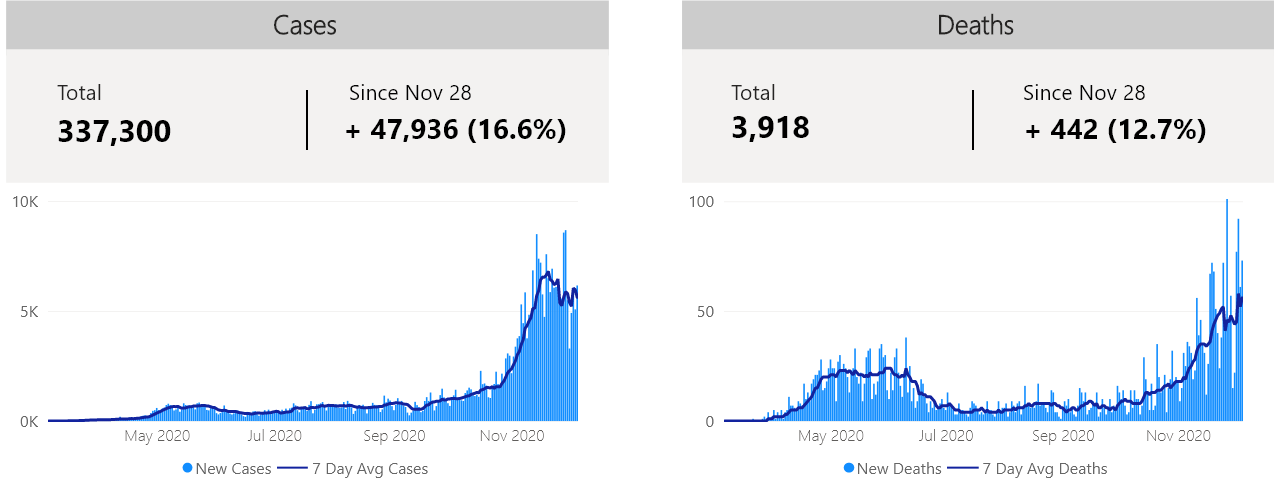 Cases
Total
337,300
Since Nov 28
+ 47,936 (16.6%)
10K
5K
0K
May 2020
Jul 2020
Sep 2020
Nov 2020
New Cases
7 Day Avg Cases
Deaths
Total
3,918
Since Nov 28
+ 442 (12.7%)
100
50
0
May 2020
Jul 2020
Sep 2020
Nov 2020
New Deaths
7 Day Avg Deaths